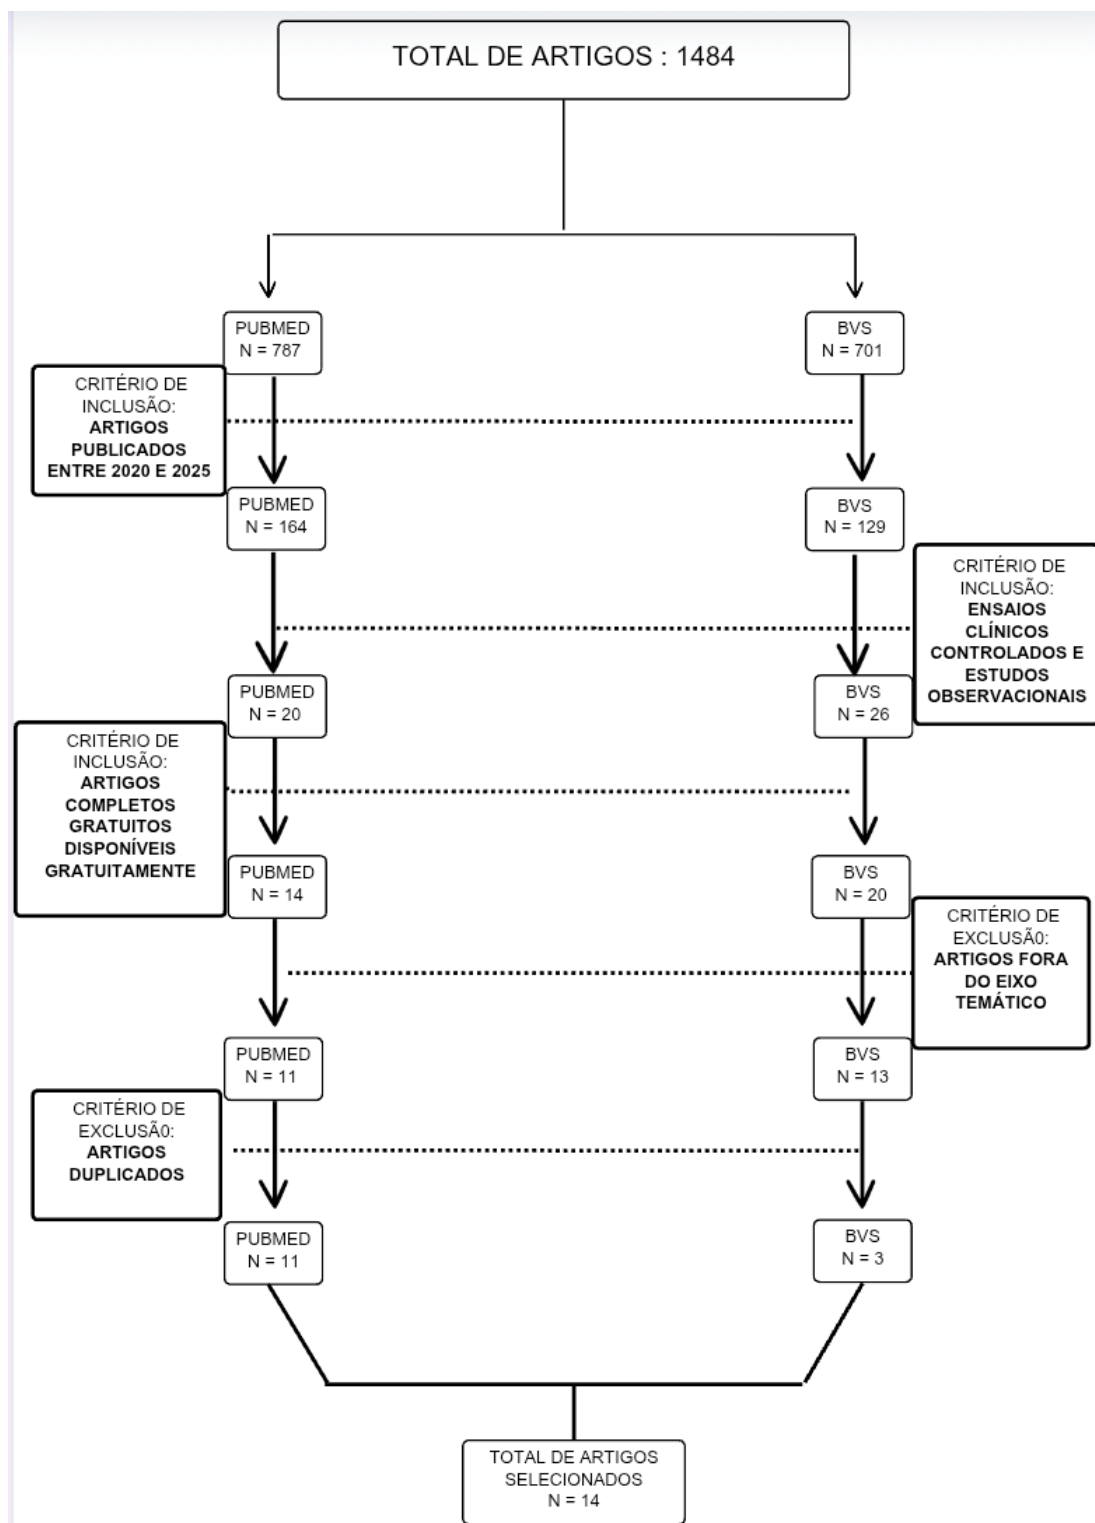 TOTAL DE ARTIGOS : 1484
PUBMED
N = 787
BVS
N = 701
CRITÉRIO DE
INCLUSÃO:
ARTIGOS
PUBLICADOS
ENTRE 2020 E 2025
PUBMED
N = 164
BVS
N = 129
CRITÉRIO DE
INCLUSÃO:
ENSAIOS
CLÍNICOS
CONTROLADOS E
ESTUDOS
OBSERVACIONAIS
PUBMED
N = 20
BVS
N = 26
CRITÉRIO DE
INCLUSÃO:
ARTIGOS
COMPLETOS
GRATUITOS
DISPONÍVEIS
GRATUITAMENTE
PUBMED
N = 14
BVS
N = 20
CRITÉRIO DE
EXCLUSÃ0:
ARTIGOS FORA
DO EIXO
TEMÁTICO
PUBMED
N = 11
BVS
N = 13
CRITÉRIO DE
EXCLUSÃ0:
ARTIGOS
DUPLICADOS
PUBMED
N = 11
BVS
N = 3
TOTAL DE ARTIGOS
SELECIONADOS
N = 14